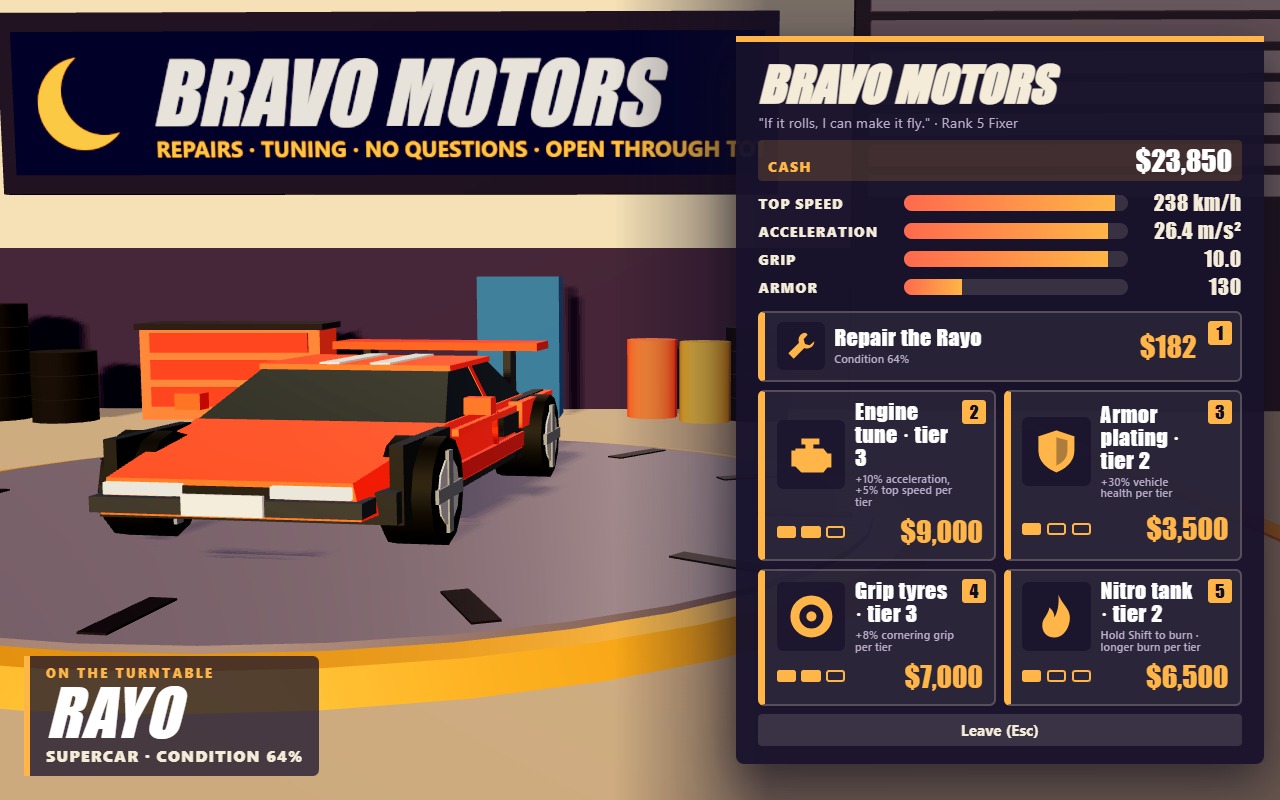 BRAVO MOTORS
REPAIRS · TUNING · NO QUESTIONS · OPEN THROUGH
BRAVO MOTORS
"If it rolls, I can make it fly." · Rank 5 Fixer
CASH $23,850
TOP SPEED 238 km/h
ACCELERATION 26.4 m/s²
GRIP 10.0
ARMOR 130
Repair the Rayo
Condition 64%
$182
1
Engine
tune · tier
3
+10% acceleration,
+5% top speed per
tier
$9,000
2
Armor
plating ·
tier 2
+30% vehicle
health per tier
$3,500
3
Grip tyres
· tier 3
+8% cornering grip
per tier
$7,000
4
Nitro tank
· tier 2
Hold Shift to burn ·
longer burn per tier
$6,500
5
Leave (Esc)
ON THE TURNTABLE
RAYO
SUPERCAR · CONDITION 64%